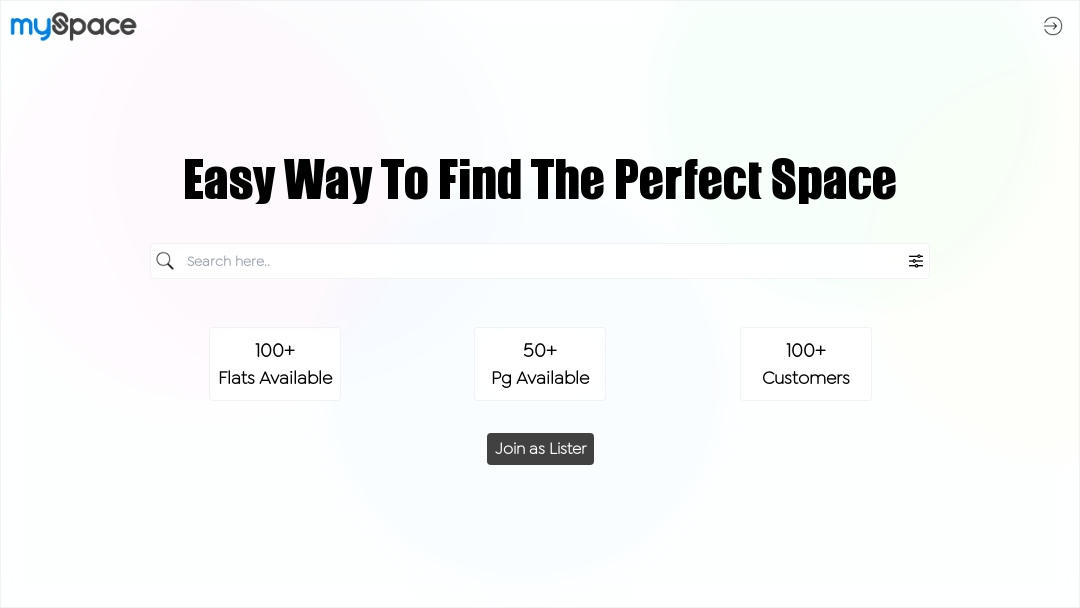 mySpace
Easy Way To Find The Perfect Space
Search here..
100+
Flats Available
50+
Pg Available
100+
Customers
Join as Lister